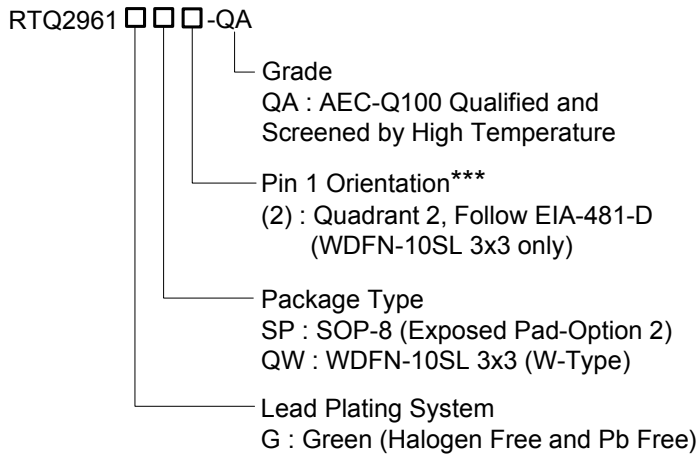 RTQ2961 □ □ □ -QA
Grade
QA : AEC-Q100 Qualified and
Screened by High Temperature
Pin 1 Orientation***
(2) : Quadrant 2, Follow EIA-481-D
(WDFN-10SL 3x3 only)
Package Type
SP : SOP-8 (Exposed Pad-Option 2)
QW : WDFN-10SL 3x3 (W-Type)
Lead Plating System
G : Green (Halogen Free and Pb Free)